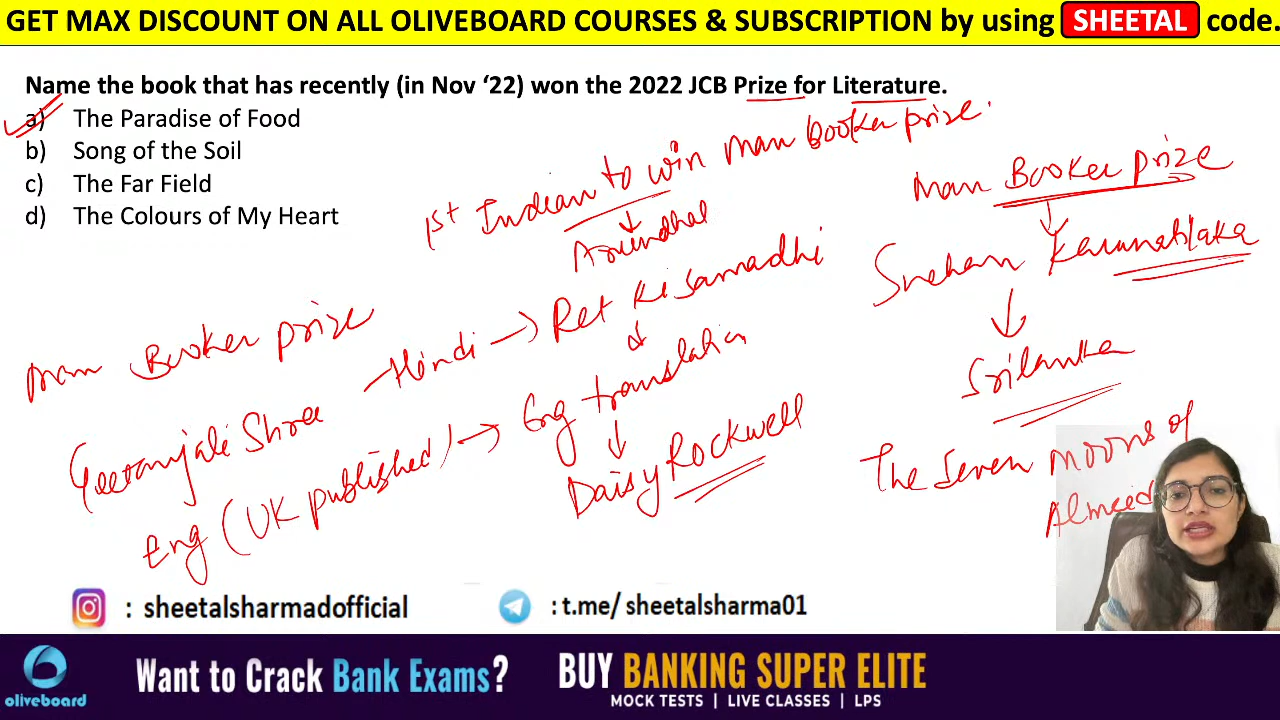 GET MAX DISCOUNT ON ALL OLIVEBOARD COURSES & SUBSCRIPTION by using SHEETAL code.
Name the book that has recently (in Nov ‘22) won the 2022 JCB Prize for Literature.
a) The Paradise of Food
b) Song of the Soil
c) The Far Field
d) The Colours of My Heart
1st Indian to win Man Booker prize.
Arundhal
Man Booker prize
Karunatilaka
Srilanka
The Seven Moons of
Almeid
Man Booker prize
Geetanjali Shree
Hindi → Ret ki samadhi
Eng (UK published) → Eng translation
Daisy Rockwell
: sheetalsharmadofficial
: t.me/ sheetalsharma01
oliveboard
Want to Crack Bank Exams?
BUY BANKING SUPER ELITE
MOCK TESTS | LIVE CLASSES | LPS